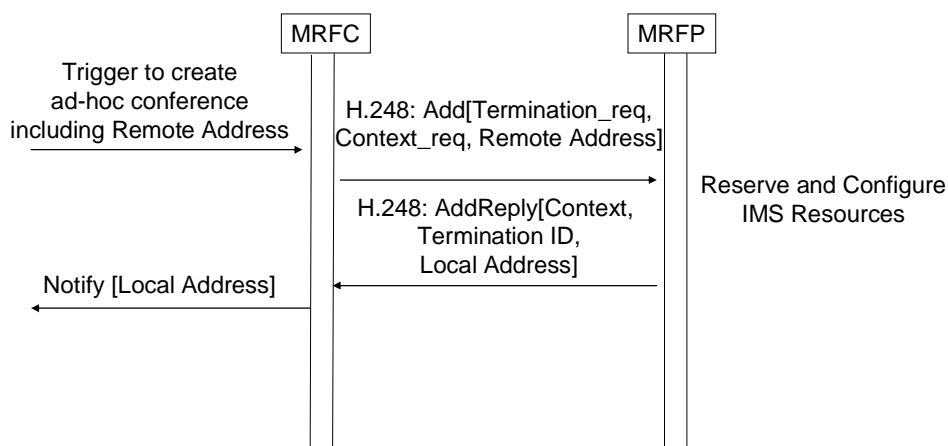 MRFC
MRFP
Trigger to create
ad-hoc conference
including Remote Address
H.248: Add[Termination_req,
Context_req, Remote Address]
Reserve and Configure
IMS Resources
H.248: AddReply[Context,
Termination ID,
Local Address]
Notify [Local Address]